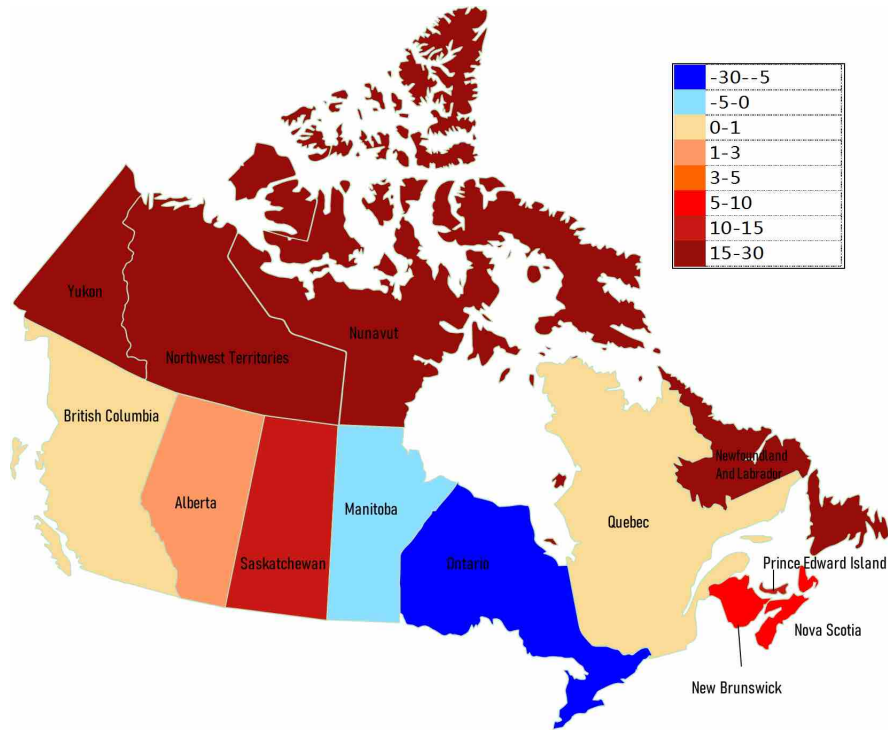 -30--5
-5-0
0-1
1-3
3-5
5-10
10-15
15-30
Yukon
Nunavut
Northwest Territories
British Columbia
Newfoundland
And Labrador
Alberta
Manitoba
Quebec
Saskatchewan
Ontario
Prince Edward Island
Nova Scotia
New Brunswick